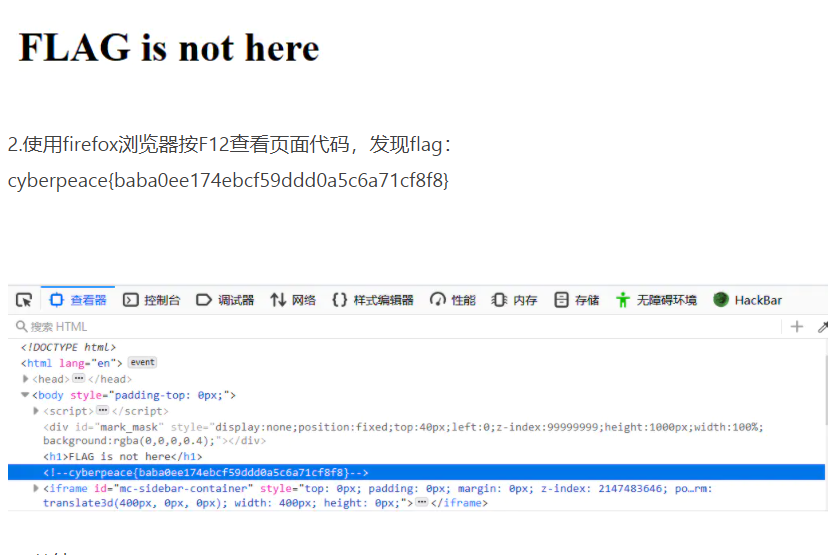 FLAG is not here
2.使用firefox浏览器按F12查看页面代码，发现flag：
cyberpeace{baba0ee174ebcf59ddd0a5c6a71cf8f8}
查看器 控制台 调试器 网络 {} 样式编辑器 性能 内存 存储 无障碍环境 HackBar
搜索 HTML
<!DOCTYPE html>
<html lang="en"> event
<head> ••• </head>
<body style="padding-top: 0px;">
<script> ••• </script>
<div id="mark_mask" style="display:none;position:fixed;top:40px;left:0;z-index:99999999;height:1000px;width:100%;
background:rgba(0,0,0,0.4);"></div>
<h1>FLAG is not here</h1>
<!--cyberpeace{baba0ee174ebcf59ddd0a5c6a71cf8f8}-->
<iframe id="mc-sidebar-container" style="top: 0px; padding: 0px; margin: 0px; z-index: 2147483646; po…rm:
translate3d(400px, 0px, 0px); width: 400px; height: 0px;"> ••• </iframe>